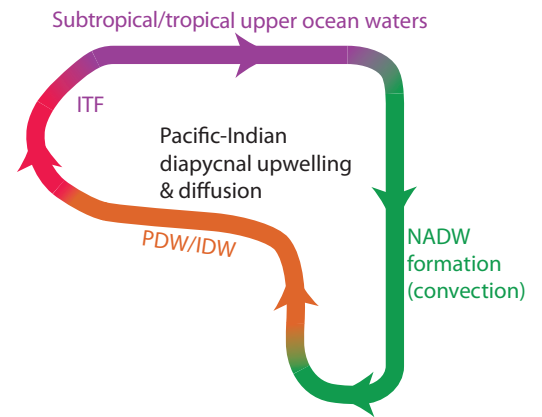 Subtropical/tropical upper ocean waters
ITF
Pacific-Indian
diapycnal upwelling
& diffusion
PDW/IDW
NADW
formation
(convection)